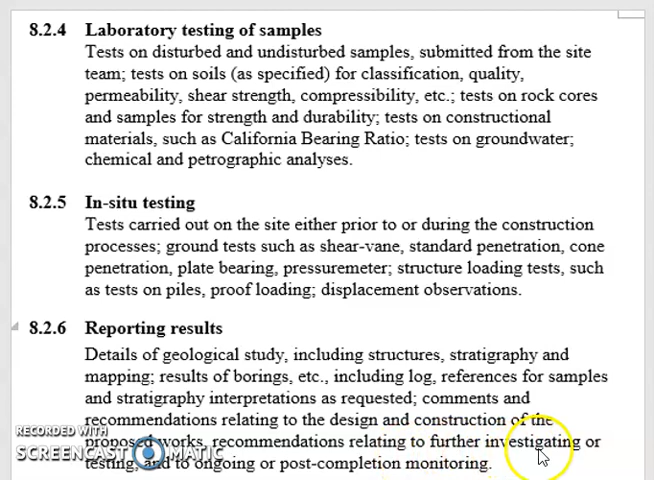 8.2.4 Laboratory testing of samples
Tests on disturbed and undisturbed samples, submitted from the site
team; tests on soils (as specified) for classification, quality,
permeability, shear strength, compressibility, etc.; tests on rock cores
and samples for strength and durability; tests on constructional
materials, such as California Bearing Ratio; tests on groundwater;
chemical and petrographic analyses.
8.2.5 In-situ testing
Tests carried out on the site either prior to or during the construction
processes; ground tests such as shear-vane, standard penetration, cone
penetration, plate bearing, pressuremeter; structure loading tests, such
as tests on piles, proof loading; displacement observations.
8.2.6 Reporting results
Details of geological study, including structures, stratigraphy and
mapping; results of borings, etc., including log, references for samples
and stratigraphy interpretations as requested; comments and
recommendations relating to the design and construction of the
RECORDED WITH
proposed works, recommendations relating to further investigating or
SCREENCAST MATIC
testing, and to ongoing or post-completion monitoring.